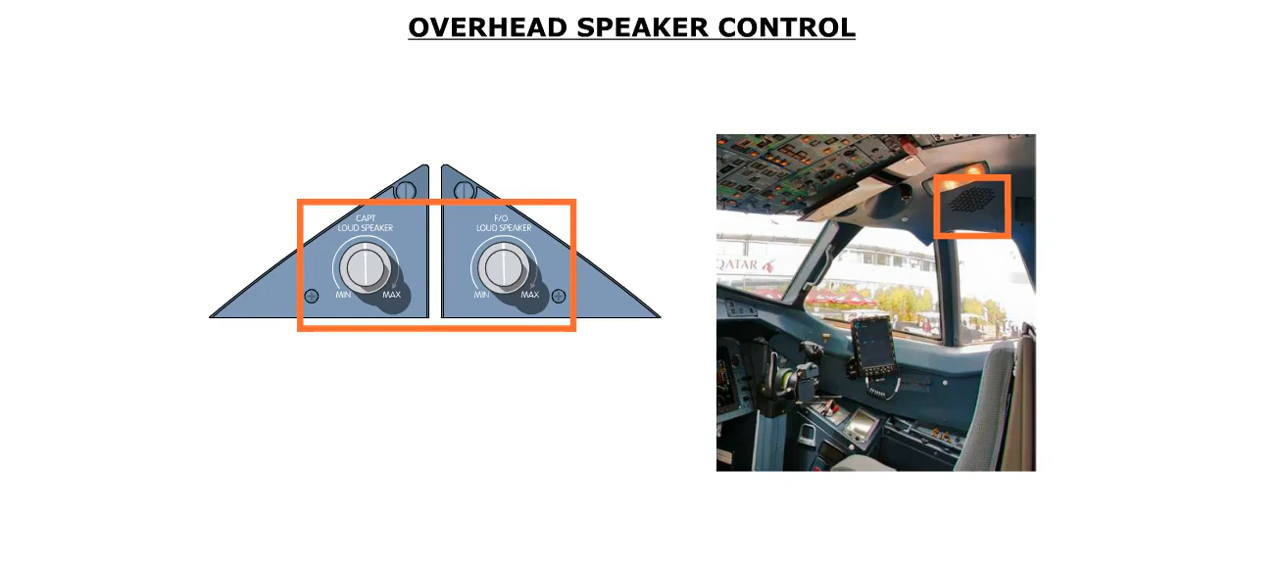 OVERHEAD SPEAKER CONTROL
CAPT
LOUD SPEAKER
MIN
MAX
F/O
LOUD SPEAKER
MIN
MAX
QATAR